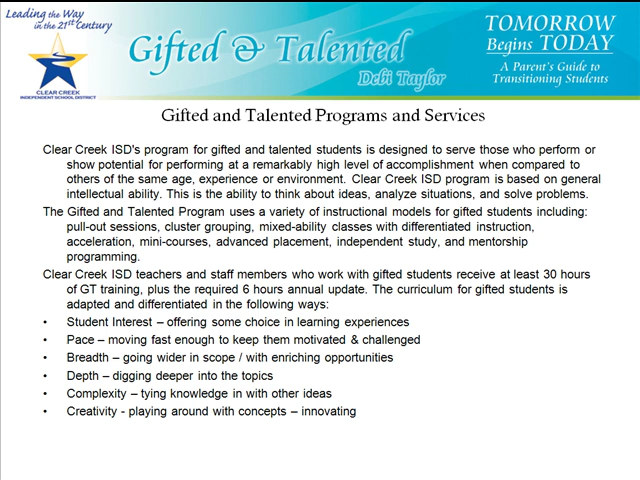 Leading the Way
in the 21st Century
CLEAR CREEK
INDEPENDENT SCHOOL DISTRICT
Gifted & Talented
Debi Taylor
TOMORROW
Begins TODAY
A Parent's Guide to
Transitioning Students
Gifted and Talented Programs and Services
Clear Creek ISD's program for gifted and talented students is designed to serve those who perform or
show potential for performing at a remarkably high level of accomplishment when compared to
others of the same age, experience or environment. Clear Creek ISD program is based on general
intellectual ability. This is the ability to think about ideas, analyze situations, and solve problems.
The Gifted and Talented Program uses a variety of instructional models for gifted students including:
pull-out sessions, cluster grouping, mixed-ability classes with differentiated instruction,
acceleration, mini-courses, advanced placement, independent study, and mentorship
programming.
Clear Creek ISD teachers and staff members who work with gifted students receive at least 30 hours
of GT training, plus the required 6 hours annual update. The curriculum for gifted students is
adapted and differentiated in the following ways:
• Student Interest – offering some choice in learning experiences
• Pace – moving fast enough to keep them motivated & challenged
• Breadth – going wider in scope / with enriching opportunities
• Depth – digging deeper into the topics
• Complexity – tying knowledge in with other ideas
• Creativity - playing around with concepts – innovating